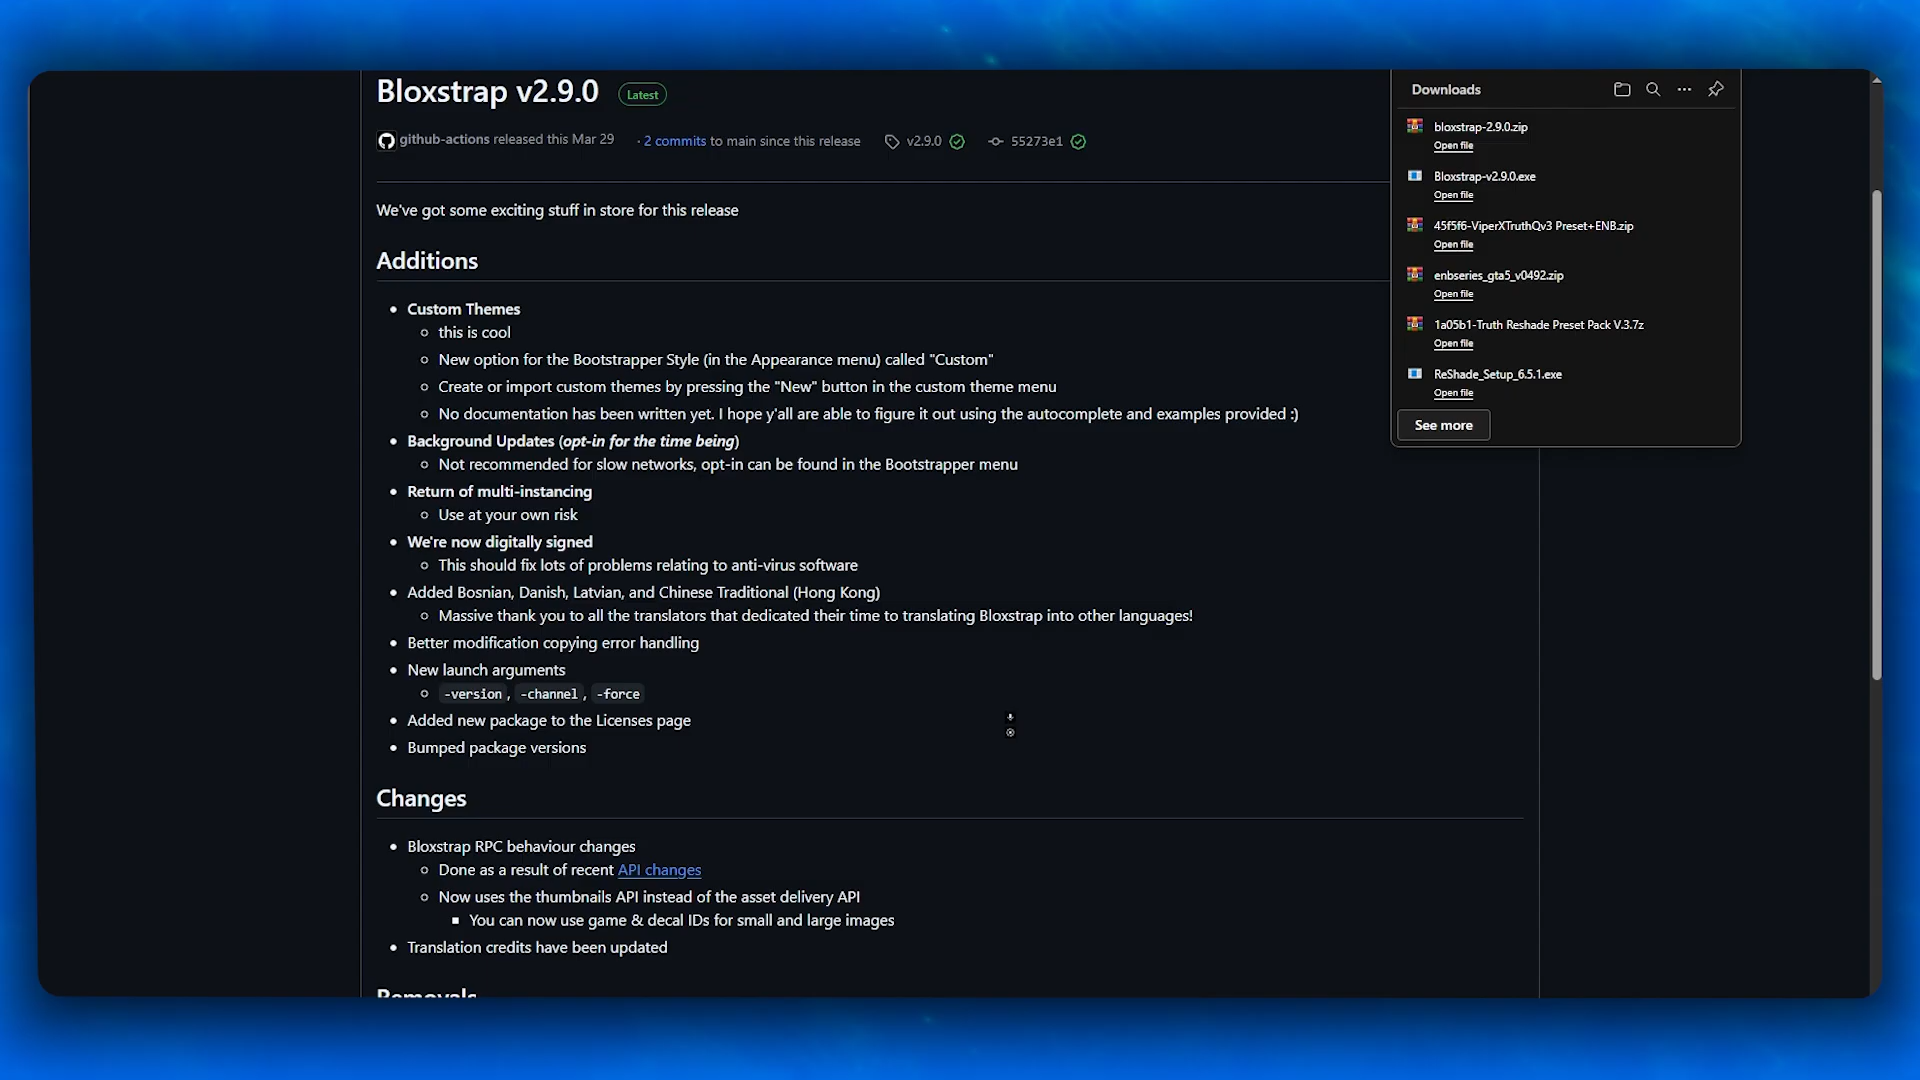 Bloxstrap v2.9.0 Latest
github-actions released this Mar 29 · 2 commits to main since this release v2.9.0 55273e1
We've got some exciting stuff in store for this release
Additions
Custom Themes
this is cool
New option for the Bootstrapper Style (in the Appearance menu) called "Custom"
Create or import custom themes by pressing the "New" button in the custom theme menu
No documentation has been written yet. I hope y'all are able to figure it out using the autocomplete and examples provided :)
Background Updates (opt-in for the time being)
Not recommended for slow networks, opt-in can be found in the Bootstrapper menu
Return of multi-instancing
Use at your own risk
We're now digitally signed
This should fix lots of problems relating to anti-virus software
Added Bosnian, Danish, Latvian, and Chinese Traditional (Hong Kong)
Massive thank you to all the translators that dedicated their time to translating Bloxstrap into other languages!
Better modification copying error handling
New launch arguments
-version, -channel, -force
Added new package to the Licenses page
Bumped package versions
Changes
Bloxstrap RPC behaviour changes
Done as a result of recent API changes
Now uses the thumbnails API instead of the asset delivery API
You can now use game & decal IDs for small and large images
Translation credits have been updated
Removals
Downloads
bloxstrap-2.9.0.zip
Open file
Bloxstrap-v2.9.0.exe
Open file
45f5f6-ViperXTruthQv3 Preset+ENB.zip
Open file
enbseries_gta5_v0492.zip
Open file
1a05b1-Truth Reshade Preset Pack V.3.7z
Open file
ReShade_Setup_6.5.1.exe
Open file
See more